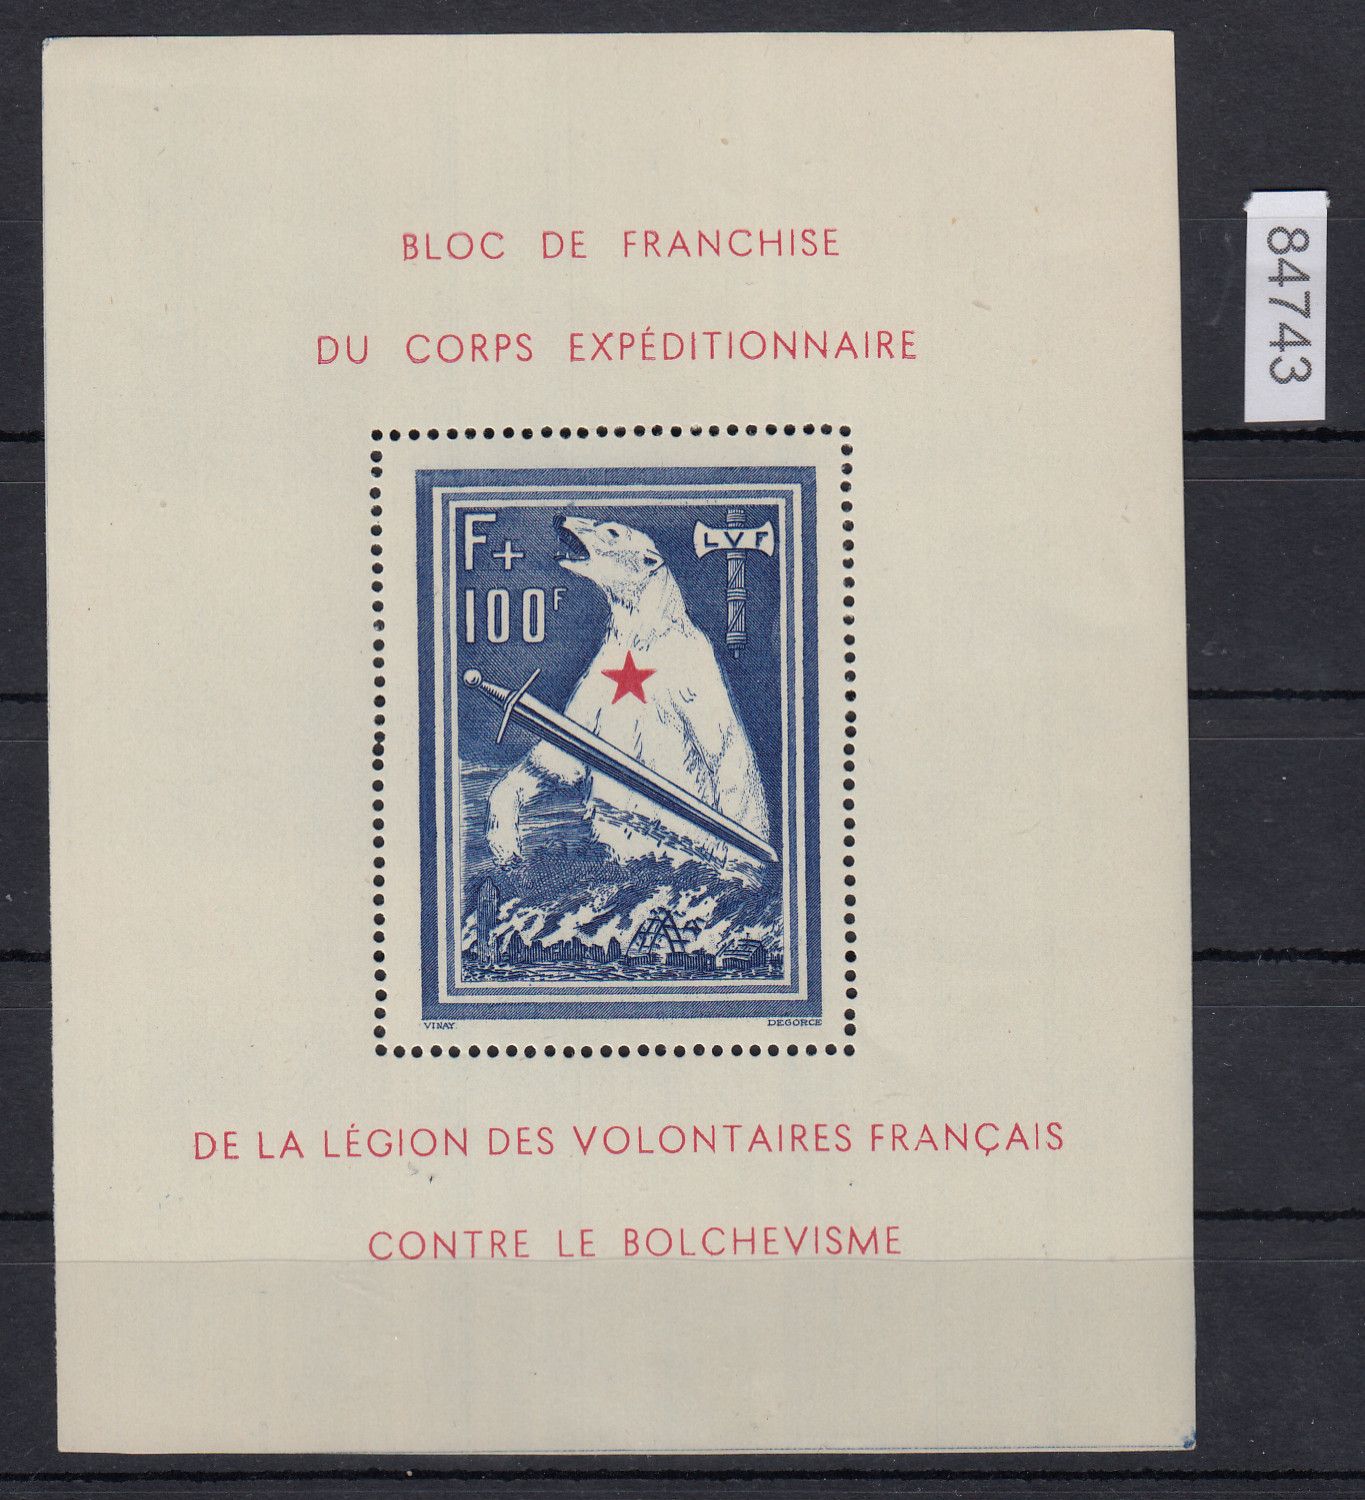 BLOC DE FRANCHISE
DU CORPS EXPÉDITIONNAIRE
F+
100F
LVF
VINAY.
DEGORCE
DE LA LÉGION DES VOLONTAIRES FRANÇAIS
CONTRE LE BOLCHEVISME
84743